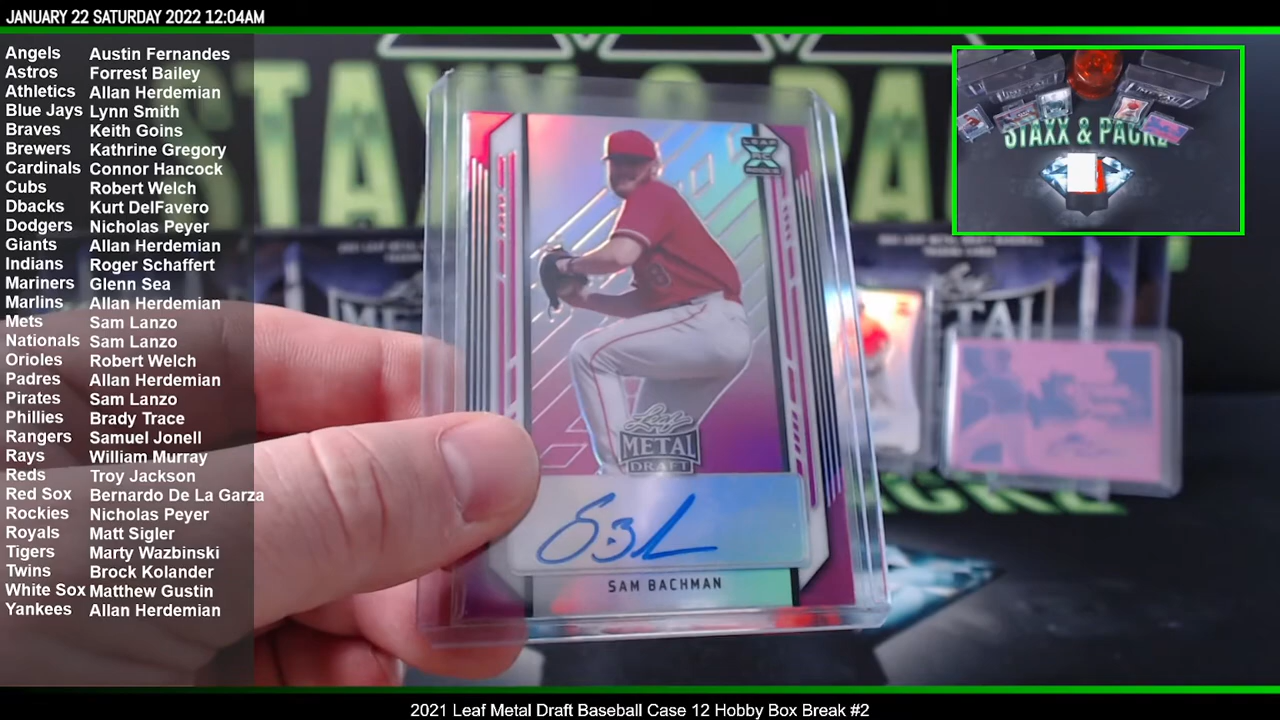 JANUARY 22 SATURDAY 2022 12:04AM
Angels Austin Fernandes
Astros Forrest Bailey
Athletics Allan Herdemian
Blue Jays Lynn Smith
Braves Keith Goins
Brewers Kathrine Gregory
Cardinals Connor Hancock
Cubs Robert Welch
Dbacks Kurt DelFavero
Dodgers Nicholas Peyer
Giants Allan Herdemian
Indians Roger Schaffert
Mariners Glenn Sea
Marlins Allan Herdemian
Mets Sam Lanzo
Nationals Sam Lanzo
Orioles Robert Welch
Padres Allan Herdemian
Pirates Sam Lanzo
Phillies Brady Trace
Rangers Samuel Jonell
Rays William Murray
Reds Troy Jackson
Red Sox Bernardo De La Garza
Rockies Nicholas Peyer
Royals Matt Sigler
Tigers Marty Wazbinski
Twins Brock Kolander
White Sox Matthew Gustin
Yankees Allan Herdemian
STAXX & PA
LEAF
Leaf
METAL
DRAFT
SAM BACHMAN
METAL
STAXX & PACKZ
2021 Leaf Metal Draft Baseball Case 12 Hobby Box Break #2